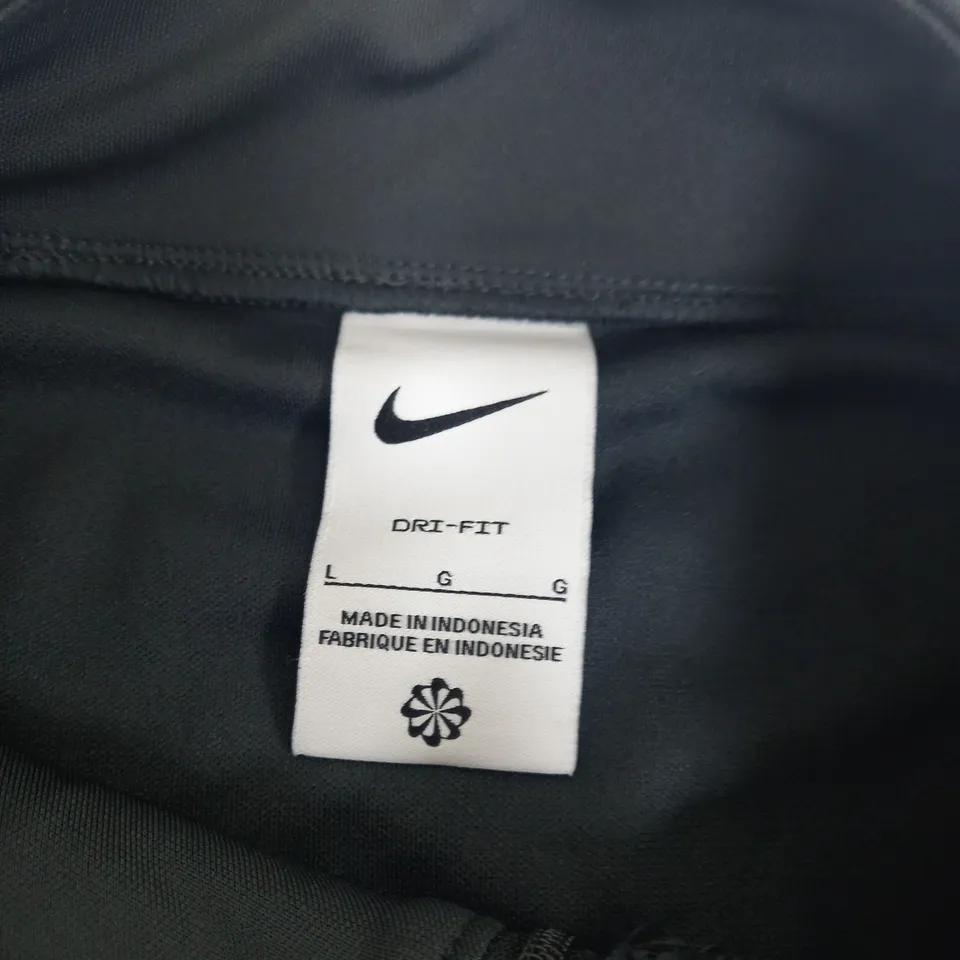 DRI-FIT
L G G
MADE IN INDONESIA
FABRIQUE EN INDONESIE